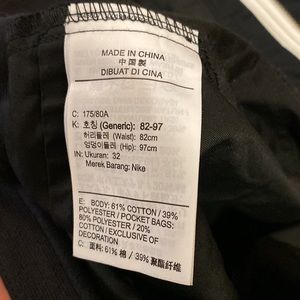 MADE IN CHINA
中国製
DIBUAT DI CINA
C: 175/80A
K: 호칭 (Generic): 82-97
허리둘레 (Waist): 82cm
엉덩이둘레 (Hip): 97cm
IN: Ukuran: 32
Merek Barang: Nike
E: BODY: 61% COTTON / 39%
POLYESTER / POCKET BAGS:
80% POLYESTER / 20%
COTTON / EXCLUSIVE OF
DECORATION
C: 面料: 61% 棉 / 39% 聚酯纤维